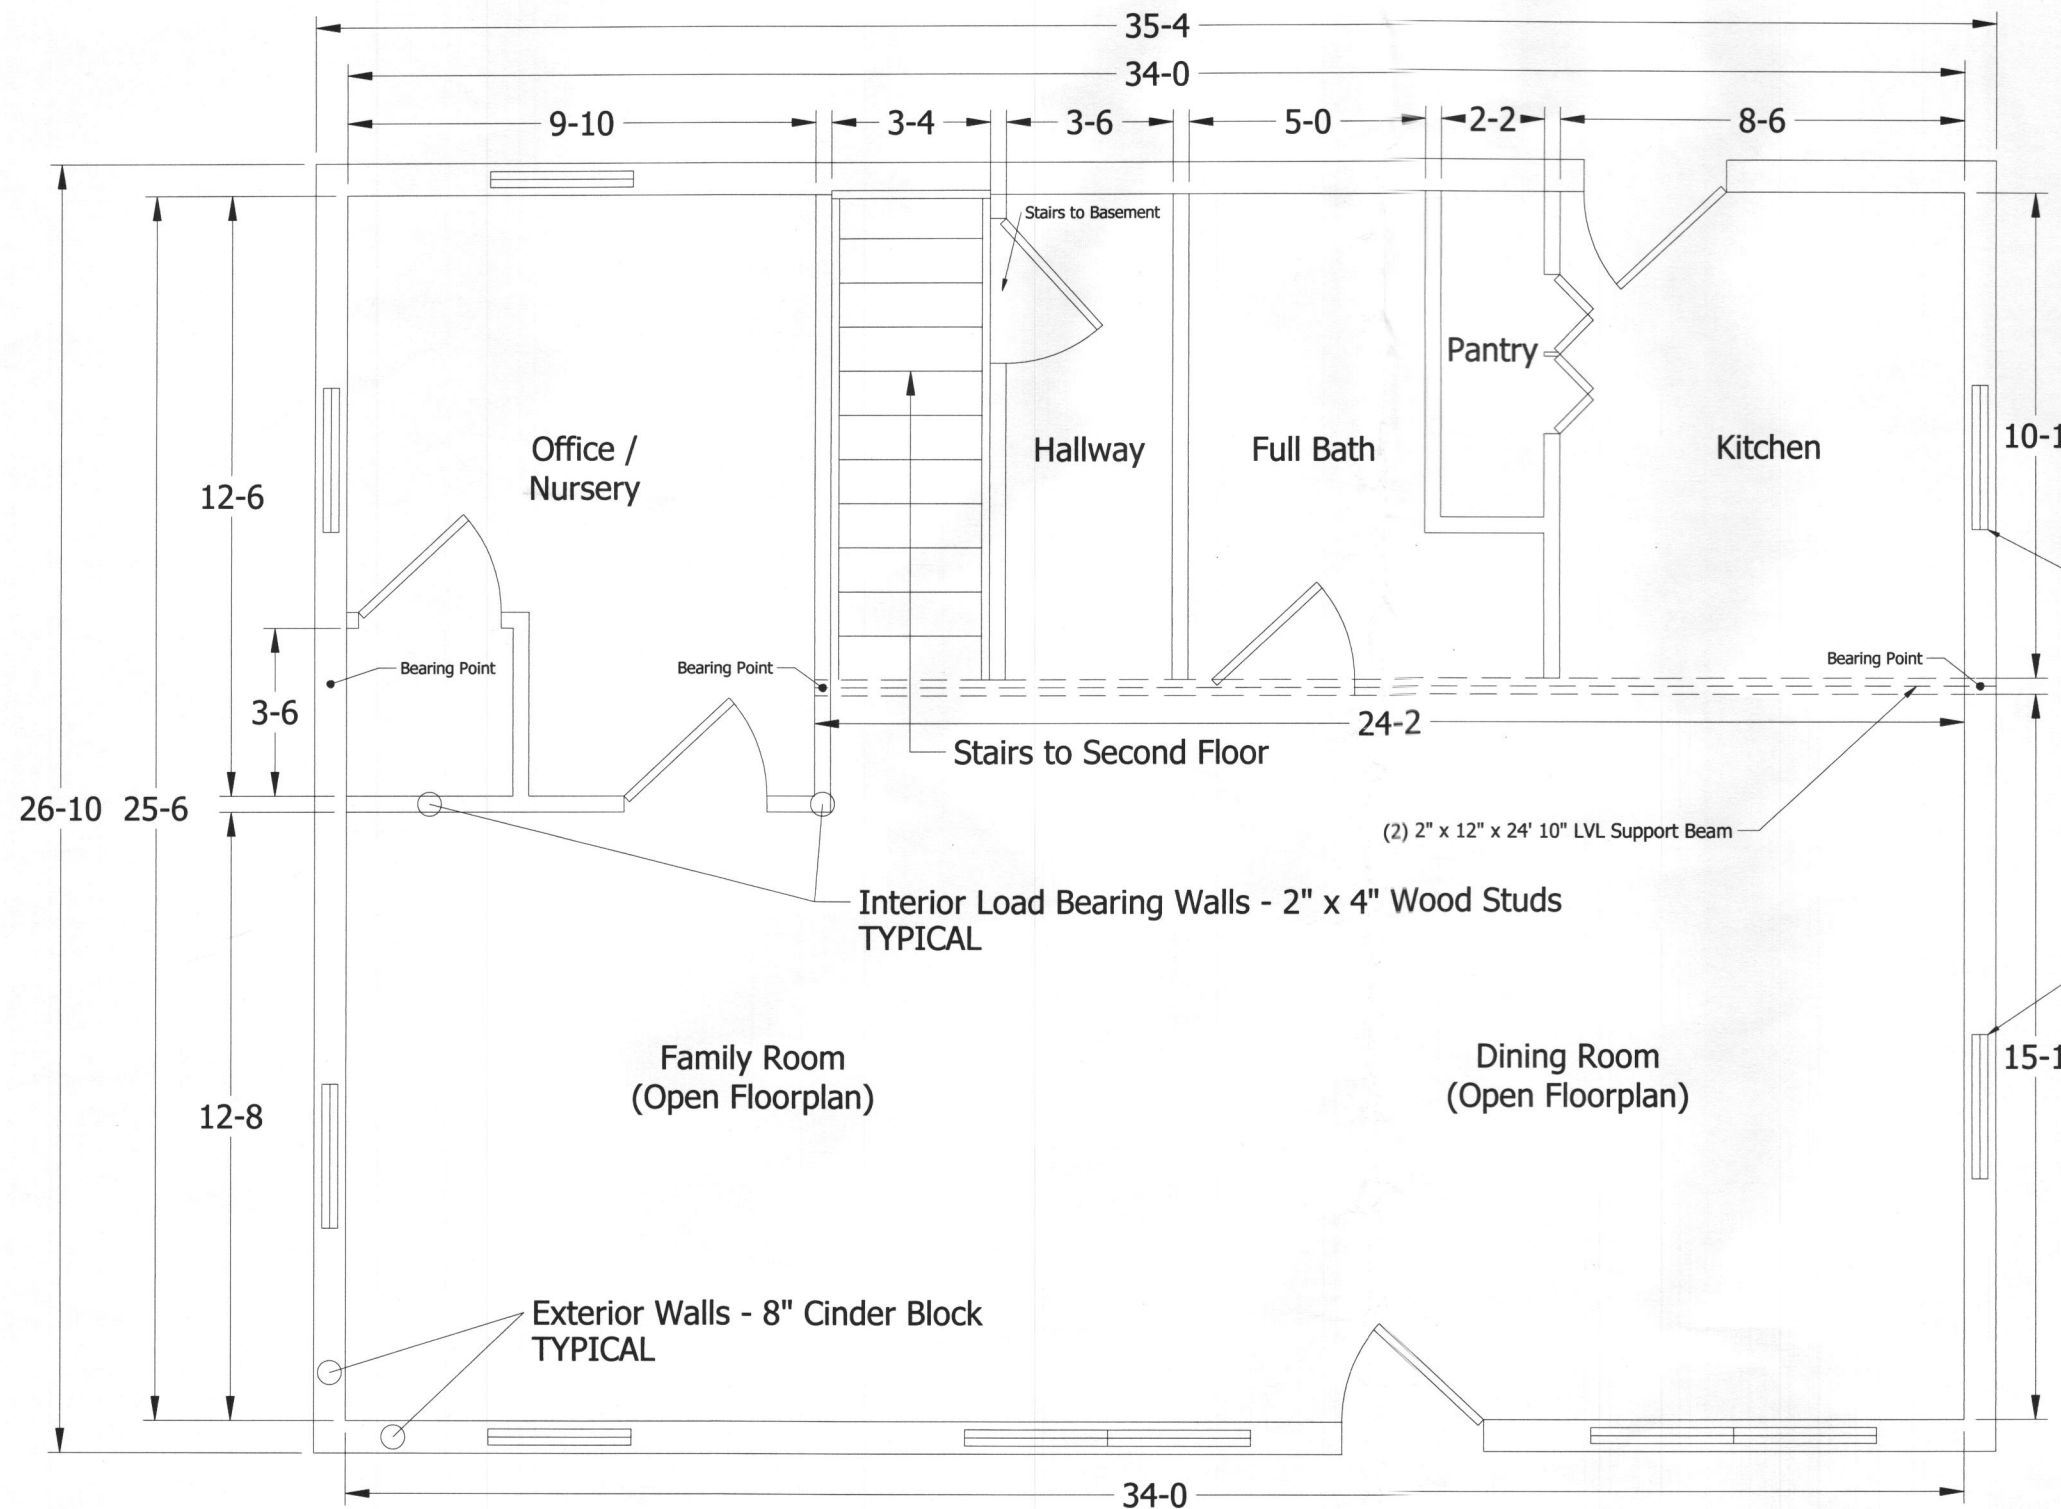 35-4
34-0
9-10
3-4
3-6
5-0
2-2
8-6
Stairs to Basement
Pantry
Office /
Nursery
Hallway
Full Bath
Kitchen
10-1
12-6
Bearing Point
Bearing Point
Bearing Point
3-6
24-2
Stairs to Second Floor
26-10
25-6
(2) 2" x 12" x 24' 10" LVL Support Beam
Interior Load Bearing Walls - 2" x 4" Wood Studs
TYPICAL
Family Room
(Open Floorplan)
Dining Room
(Open Floorplan)
15-1
12-8
Exterior Walls - 8" Cinder Block
TYPICAL
34-0